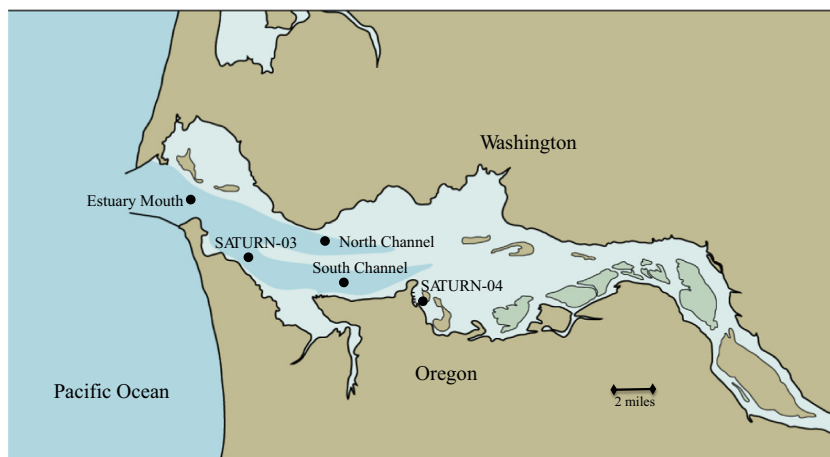 Washington
Estuary Mouth
SATURN-03
North Channel
South Channel
SATURN-04
Oregon
Pacific Ocean
2 miles